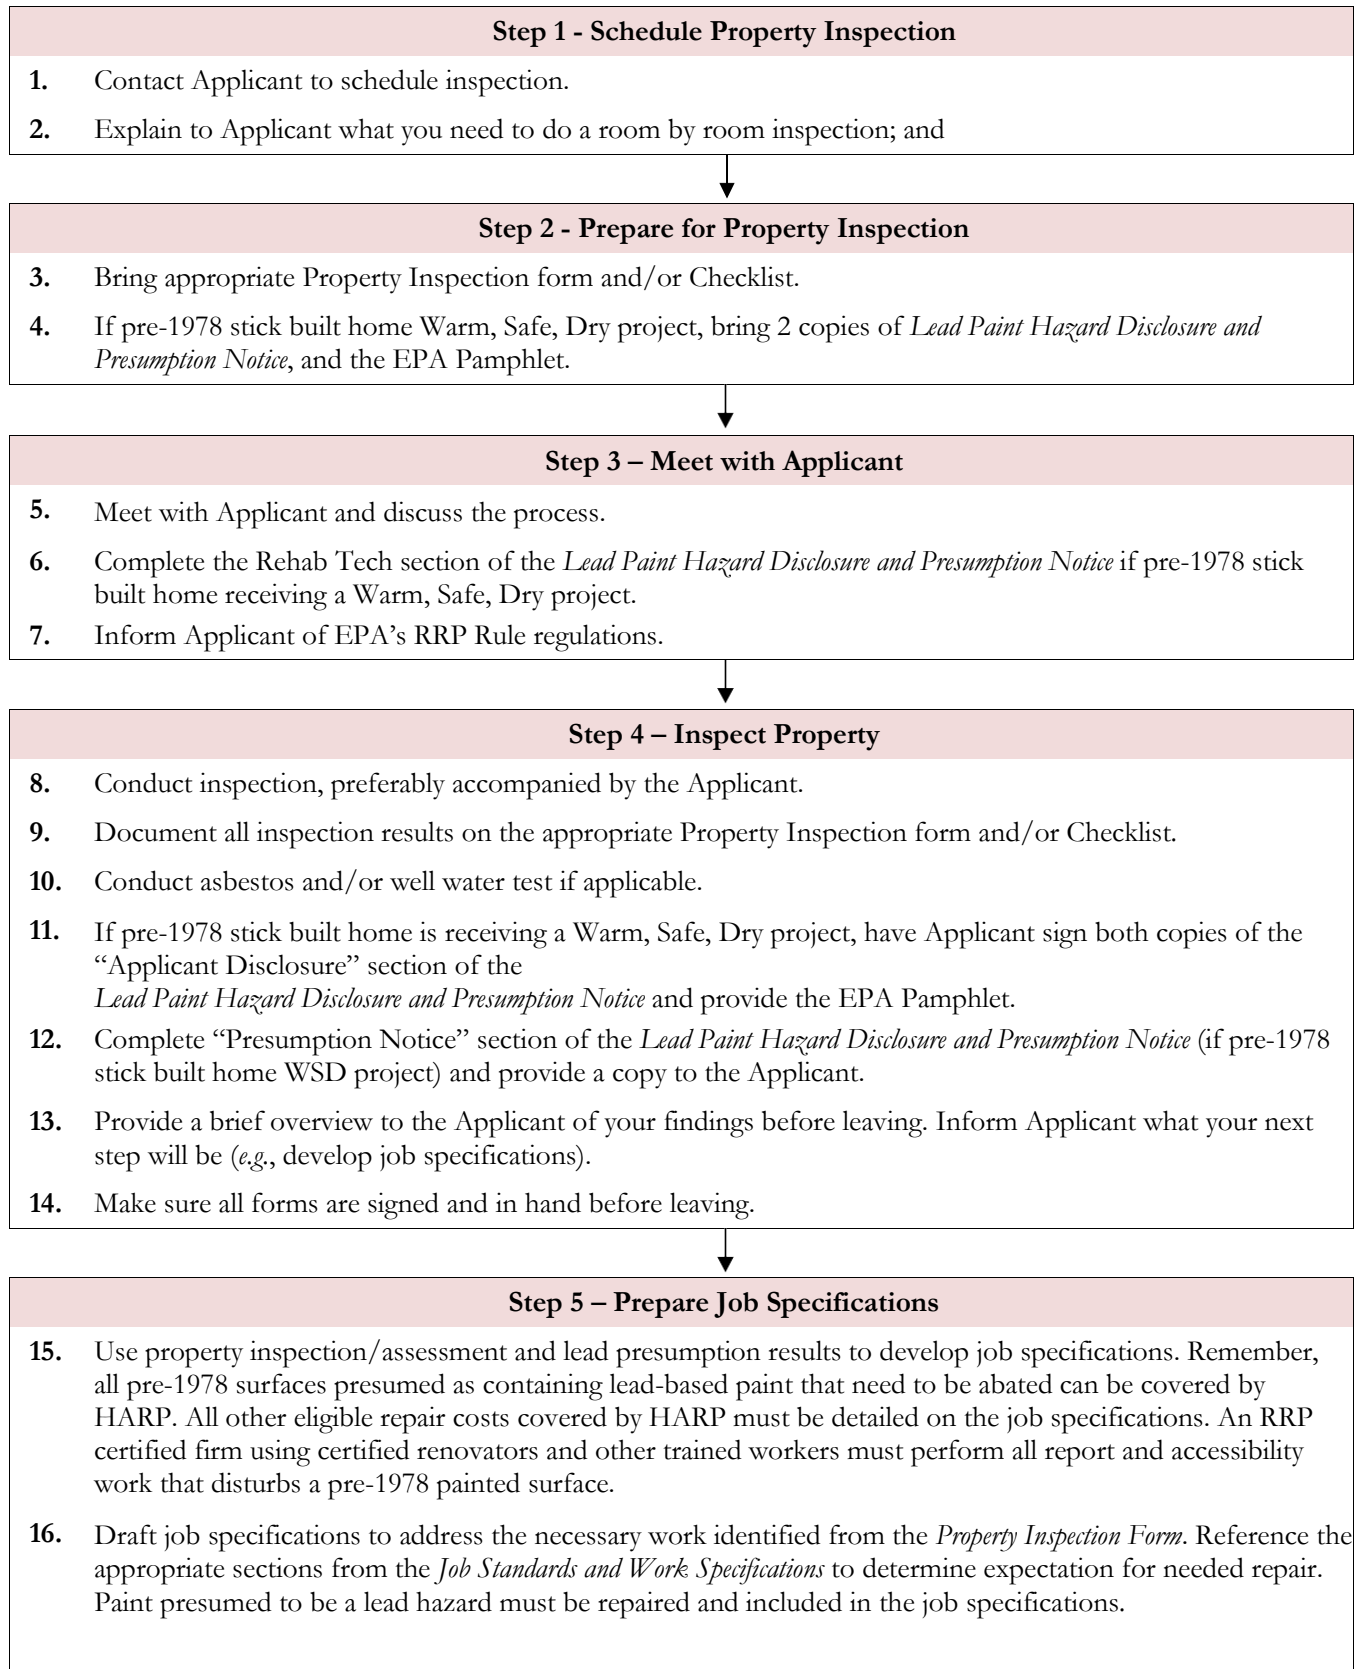 Step 1 - Schedule Property Inspection
1. Contact Applicant to schedule inspection.
2. Explain to Applicant what you need to do a room by room inspection; and
Step 2 - Prepare for Property Inspection
3. Bring appropriate Property Inspection form and/or Checklist.
4. If pre-1978 stick built home Warm, Safe, Dry project, bring 2 copies of Lead Paint Hazard Disclosure and
Presumption Notice, and the EPA Pamphlet.
Step 3 – Meet with Applicant
5. Meet with Applicant and discuss the process.
6. Complete the Rehab Tech section of the Lead Paint Hazard Disclosure and Presumption Notice if pre-1978 stick
built home receiving a Warm, Safe, Dry project.
7. Inform Applicant of EPA’s RRP Rule regulations.
Step 4 – Inspect Property
8. Conduct inspection, preferably accompanied by the Applicant.
9. Document all inspection results on the appropriate Property Inspection form and/or Checklist.
10. Conduct asbestos and/or well water test if applicable.
11. If pre-1978 stick built home is receiving a Warm, Safe, Dry project, have Applicant sign both copies of the
“Applicant Disclosure” section of the
Lead Paint Hazard Disclosure and Presumption Notice and provide the EPA Pamphlet.
12. Complete “Presumption Notice” section of the Lead Paint Hazard Disclosure and Presumption Notice (if pre-1978
stick built home WSD project) and provide a copy to the Applicant.
13. Provide a brief overview to the Applicant of your findings before leaving. Inform Applicant what your next
step will be (e.g., develop job specifications).
14. Make sure all forms are signed and in hand before leaving.
Step 5 – Prepare Job Specifications
15. Use property inspection/assessment and lead presumption results to develop job specifications. Remember,
all pre-1978 surfaces presumed as containing lead-based paint that need to be abated can be covered by
HARP. All other eligible repair costs covered by HARP must be detailed on the job specifications. An RRP
certified firm using certified renovators and other trained workers must perform all report and accessibility
work that disturbs a pre-1978 painted surface.
16. Draft job specifications to address the necessary work identified from the Property Inspection Form. Reference the
appropriate sections from the Job Standards and Work Specifications to determine expectation for needed repair.
Paint presumed to be a lead hazard must be repaired and included in the job specifications.